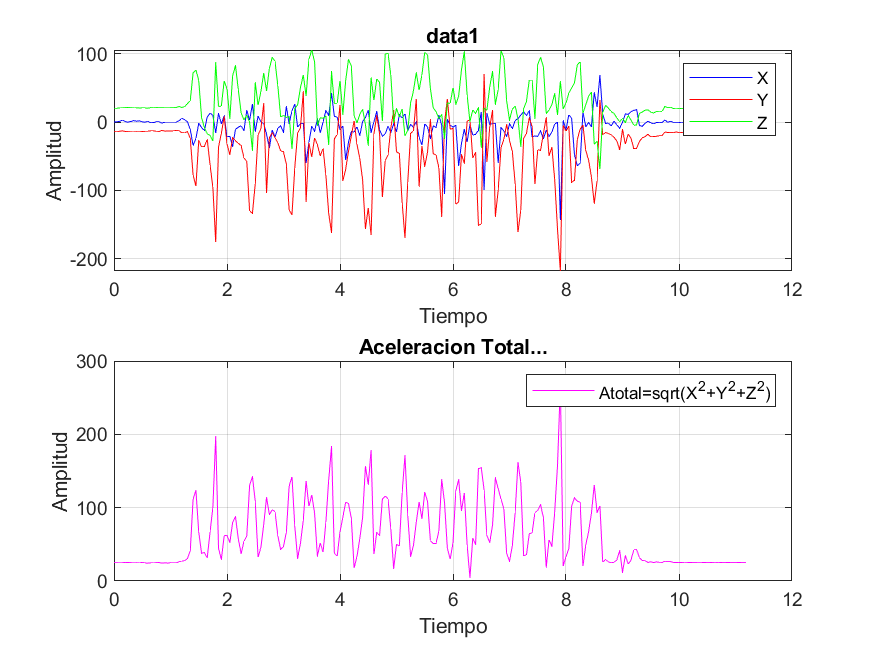 data1
100
0
-100
-200
Amplitud
X
Y
Z
0 2 4 6 8 10 12
Tiempo
Aceleracion Total...
300
200
100
0
Amplitud
Atotal=sqrt(X²+Y²+Z²)
0 2 4 6 8 10 12
Tiempo